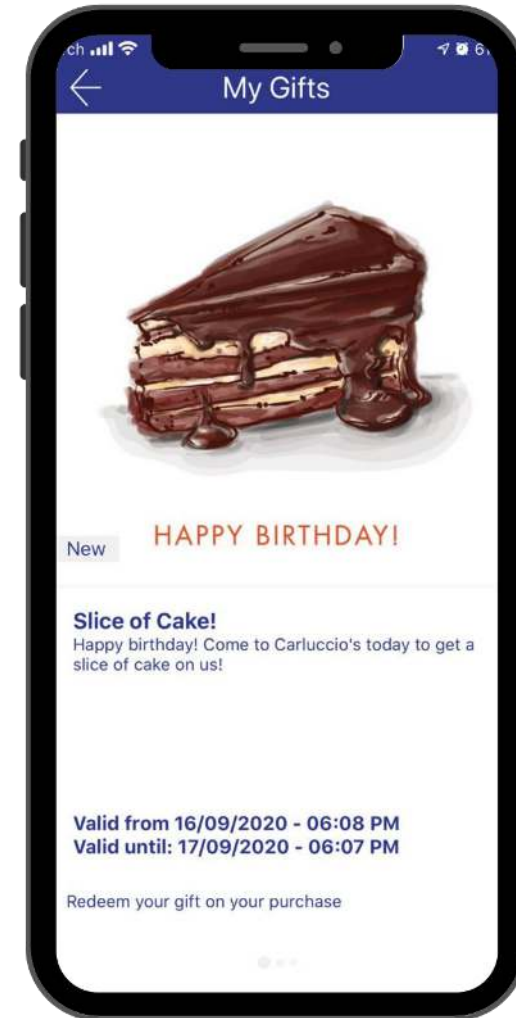 My Gifts
HAPPY BIRTHDAY!
New
Slice of Cake!
Happy birthday! Come to Carluccio's today to get a
slice of cake on us!
Valid from 16/09/2020 - 06:08 PM
Valid until: 17/09/2020 - 06:07 PM
Redeem your gift on your purchase